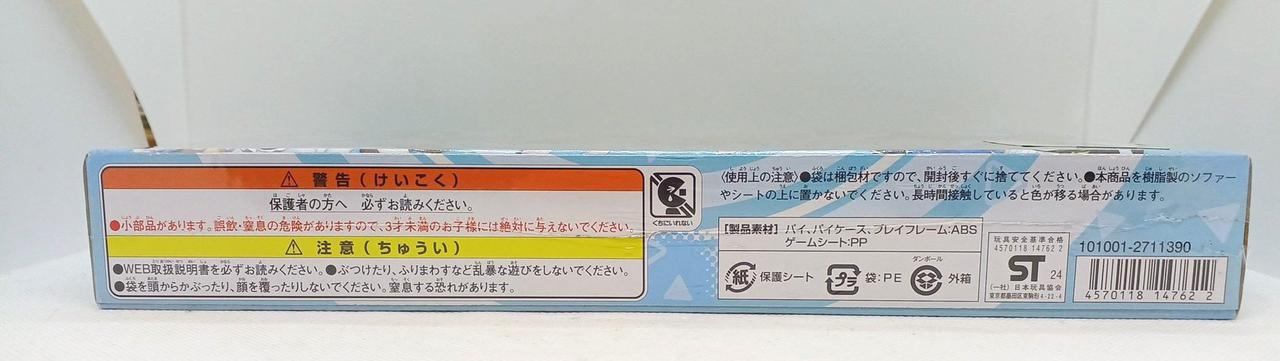 ⚠ 警告(けいこく)
保護者の方へ 必ずお読みください。
●小部品があります。誤飲・窒息の危険がありますので、3才未満のお子様には絶対に与えないでください。
⚠ 注意(ちゅうい)
●WEB取扱説明書を必ずお読みください。●ぶつけたり、ふりまわすなど乱暴な遊びをしないでください。
●袋を頭からかぶったり、顔を覆ったりしないでください。窒息する恐れがあります。
くちにいれない
〈使用上の注意〉●袋は梱包材ですので、開封後すぐに捨ててください。●本商品を樹脂製のソファー
やシートの上に置かないでください。長時間接触していると色が移る場合があります。
【製品素材】パイ、パイケース、プレイフレーム:ABS
ゲームシート:PP
紙 保護シート プラ 袋:PE ダンボール 外箱
玩具安全基準合格
4570118 14762 2
ST 24
(一社) 日本玩具協会
東京都墨田区東駒形4-22-4
101001-2711390
4570118 147622